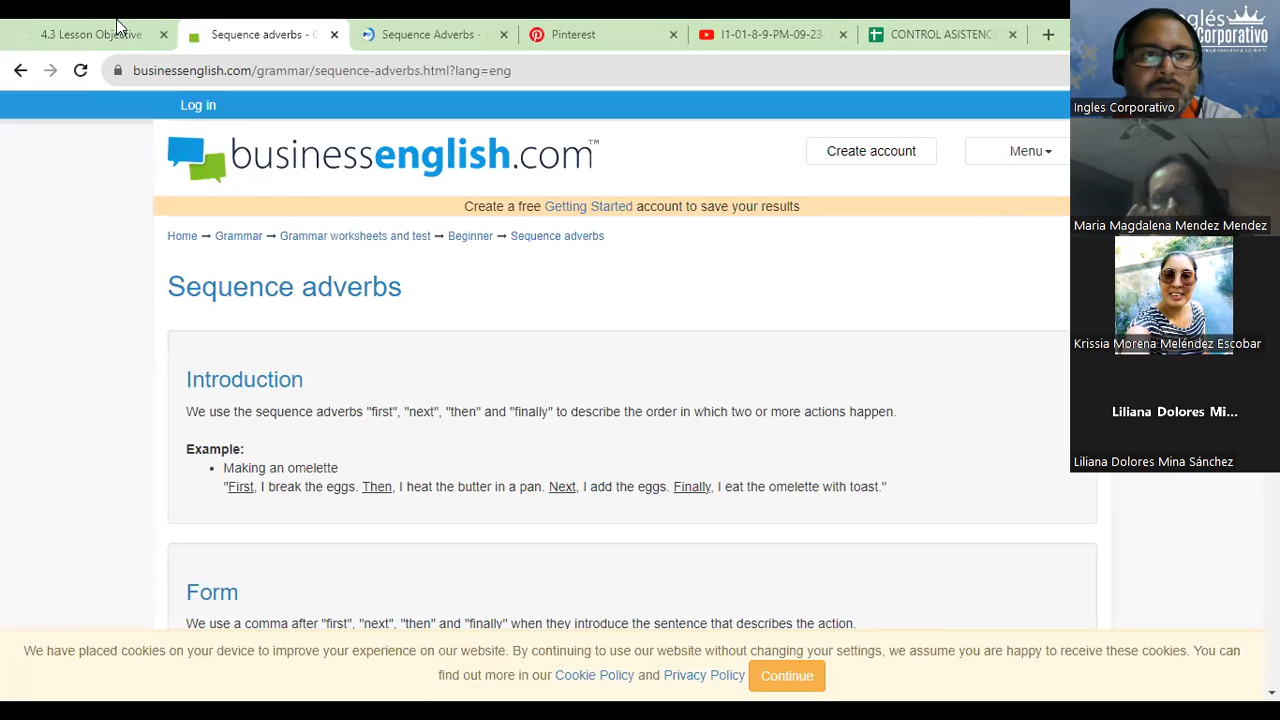 4.3 Lesson Objective
Sequence adverbs - G
Sequence Adverbs -
Pinterest
I1-01-8-9-PM-09-23-
CONTROL ASISTENC
businessenglish.com/grammar/sequence-adverbs.html?lang=eng
Log in
businessenglish.com™
Create account
Menu
Create a free Getting Started account to save your results
Home → Grammar → Grammar worksheets and test → Beginner → Sequence adverbs
Sequence adverbs
Introduction
We use the sequence adverbs "first", "next", "then" and "finally" to describe the order in which two or more actions happen.
Example:
• Making an omelette
"First, I break the eggs. Then, I heat the butter in a pan. Next, I add the eggs. Finally, I eat the omelette with toast."
Form
We use a comma after "first", "next", "then" and "finally" when they introduce the sentence that describes the action.
We have placed cookies on your device to improve your experience on our website. By continuing to use our website without changing your settings, we assume you are happy to receive these cookies. You can
find out more in our Cookie Policy and Privacy Policy Continue
Inglés
Corporativo
Ingles Corporativo
Maria Magdalena Mendez Mendez
Krissia Morena Meléndez Escobar
Liliana Dolores Mi...
Liliana Dolores Mina Sánchez